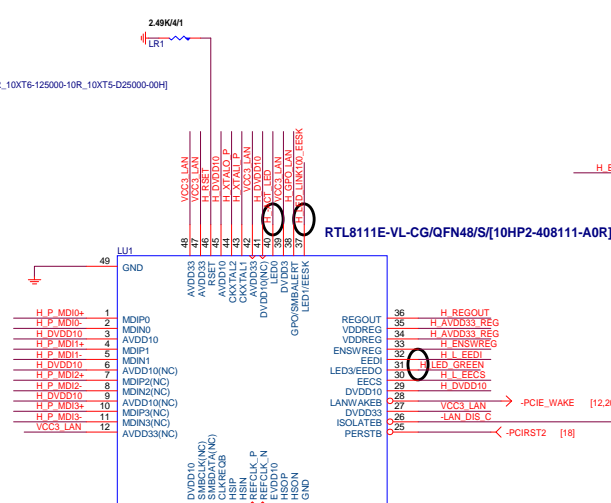 2.49K/4/1
LR1
_10XT6-125000-10R_10XT5-D25000-00H]
VCC3_LAN
VCC3_LAN
H_RSET
H_DVDD10
H_XTALO_P
H_XTALI_P
VCC3_LAN
H_DVDD10
H_ACT_LED
VCC3_LAN
H_GPO_LAN
H_LED_LINK100_EESK
48
47
46
45
44
43
42
41
40
39
38
37
RTL8111E-VL-CG/QFN48/S/[10HP2-408111-A0R]
LU1
49
GND
AVDD33
AVDD33
RSET
AVDD10
CKXTAL2
CKXTAL1
AVDD33
DVDD10(NC)
LED0
DVDD33
GPO/SMBALERT
LED1/EESK
H_P_MDI0+ 1 MDIP0
H_P_MDI0- 2 MDIN0
H_DVDD10 3 AVDD10
H_P_MDI1+ 4 MDIP1
H_P_MDI1- 5 MDIN1
H_DVDD10 6 AVDD10(NC)
H_P_MDI2+ 7 MDIP2(NC)
H_P_MDI2- 8 MDIN2(NC)
H_DVDD10 9 AVDD10(NC)
H_P_MDI3+ 10 MDIP3(NC)
H_P_MDI3- 11 MDIN3(NC)
VCC3_LAN 12 AVDD33(NC)
REGOUT 36 H_REGOUT
VDDREG 35 H_AVDD33_REG
VDDREG 34 H_AVDD33_REG
ENSWREG 33 H_ENSWREG
EEDI 32 H_L_EEDI
LED3/EEDO 31 H_LED_GREEN
EECS 30 H_L_EECS
DVDD10 29 H_DVDD10
LANWAKEB 28 -PCIE_WAKE
DVDD33 27 VCC3_LAN
ISOLATEB 26 -LAN_DIS_C
PERSTB 25 -PCIRST2 [18]
DVDD10
SMBCLK(NC)
SMBDATA(NC)
CLKREQB
HSIP
HSIN
REFCLK_P
REFCLK_N
EVDD10
HSOP
HSON
GND